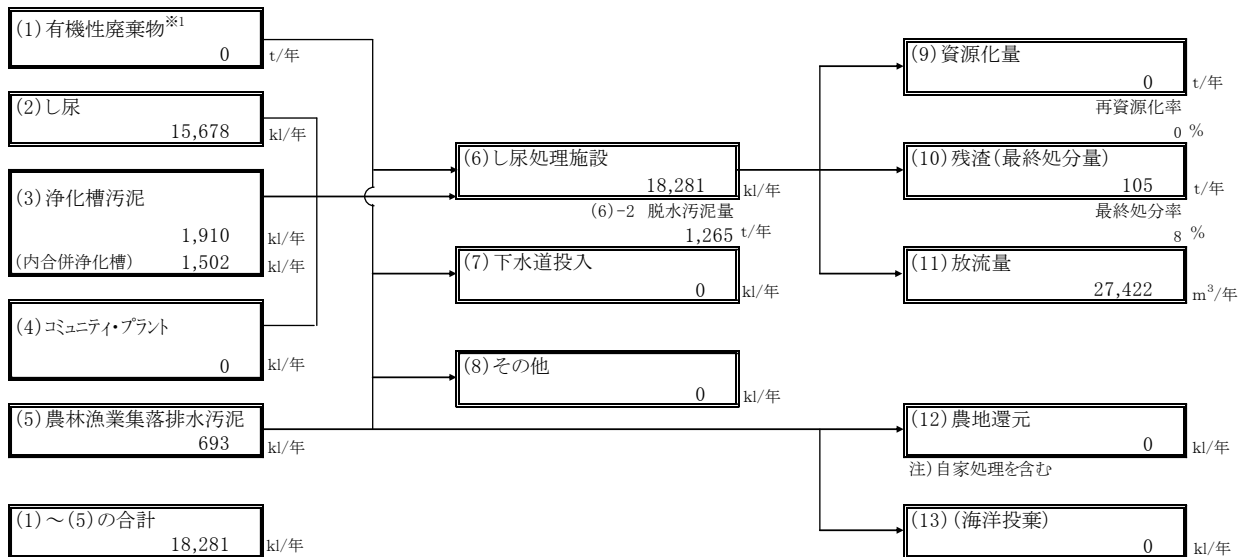 (1)有機性廃棄物※1
0 t/年
(2)し尿
15,678 kl/年
(3)浄化槽汚泥
1,910 kl/年
(内合併浄化槽) 1,502 kl/年
(4)コミュニティ・プラント
0 kl/年
(5)農林漁業集落排水汚泥
693 kl/年
(1)～(5)の合計
18,281 kl/年
(6)し尿処理施設
18,281 kl/年
(6)-2 脱水汚泥量
1,265 t/年
(7)下水道投入
0 kl/年
(8)その他
0 kl/年
(9)資源化量
0 t/年
再資源化率
0 %
(10)残渣(最終処分量)
105 t/年
最終処分率
8 %
(11)放流量
27,422 m³/年
(12)農地還元
0 kl/年
注)自家処理を含む
(13)(海洋投棄)
0 kl/年